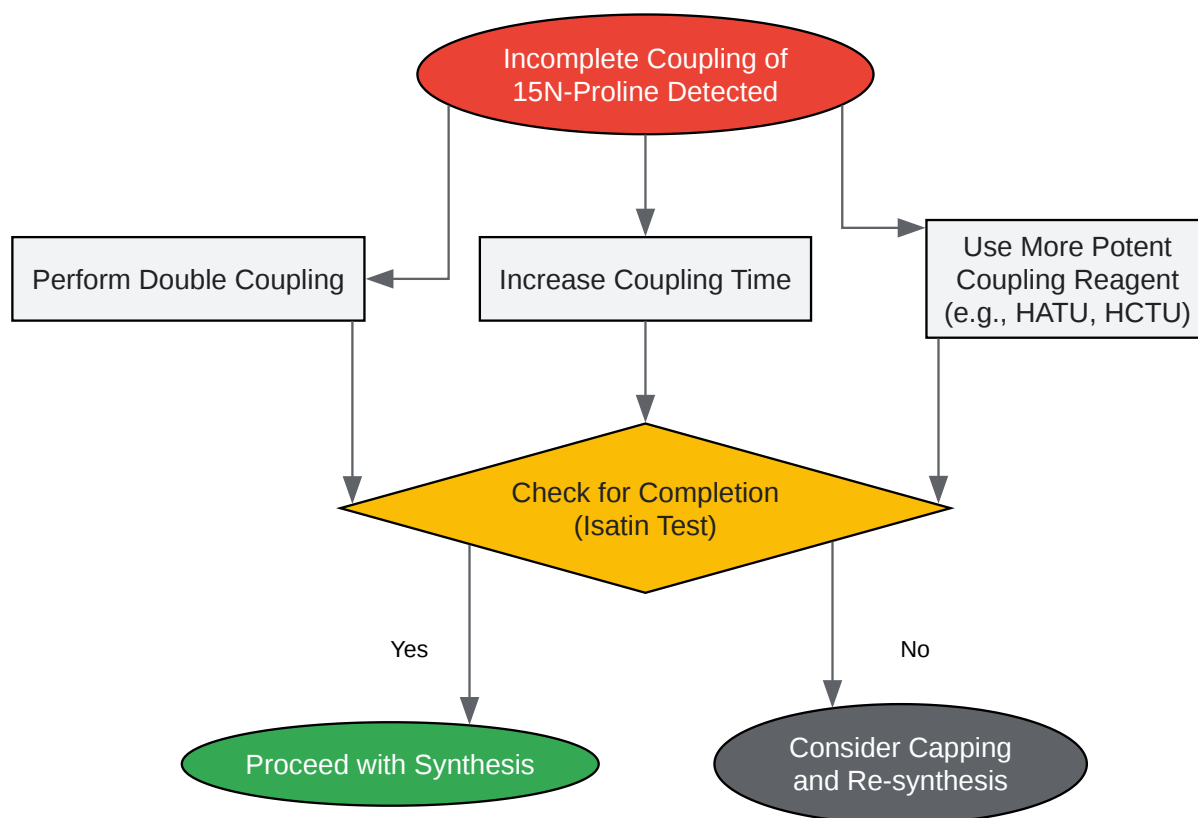 Incomplete Coupling of
15N-Proline Detected
Perform Double Coupling
Increase Coupling Time
Use More Potent
Coupling Reagent
(e.g., HATU, HCTU)
Check for Completion
(Isatin Test)
Yes
No
Proceed with Synthesis
Consider Capping
and Re-synthesis